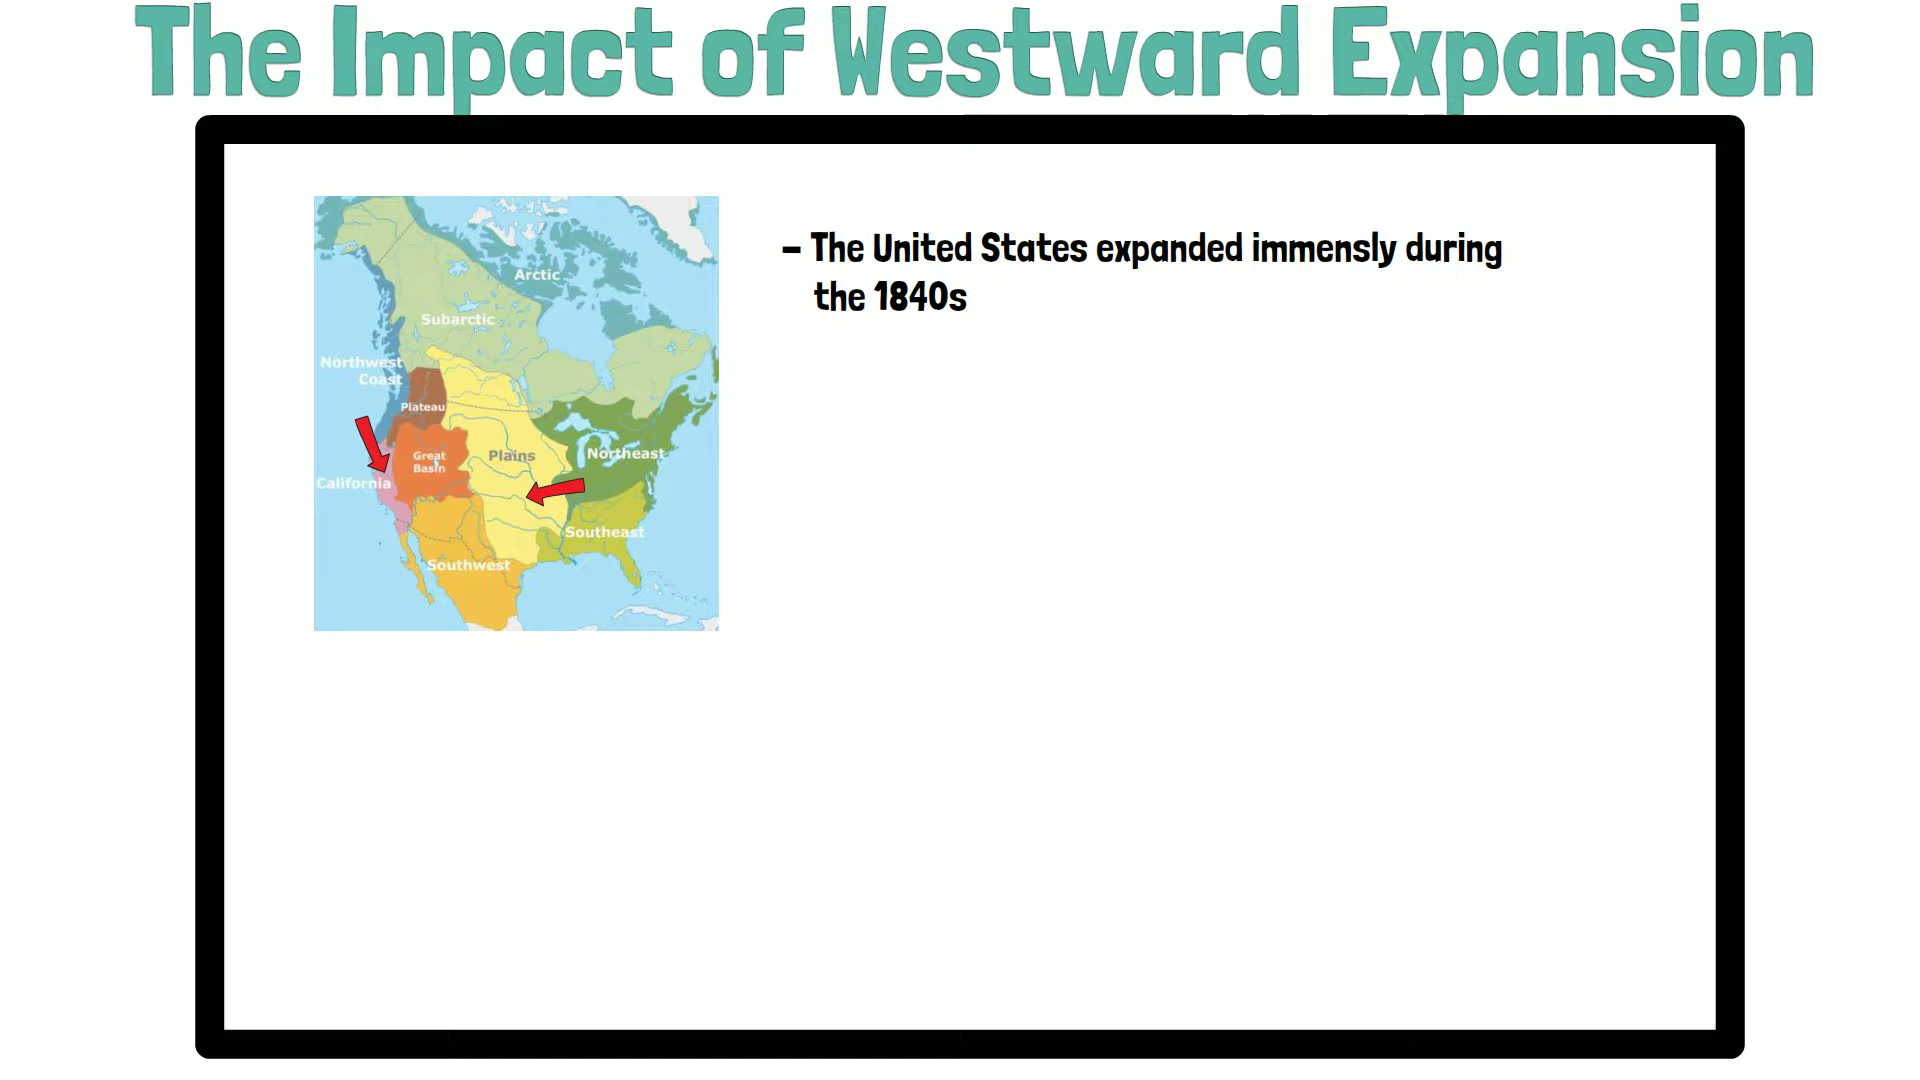 The Impact of Westward Expansion
– The United States expanded immensly during
the 1840s
Arctic
Subarctic
Northwest
Coast
Plateau
Great
Basin
Plains
Northeast
California
Southeast
Southwest